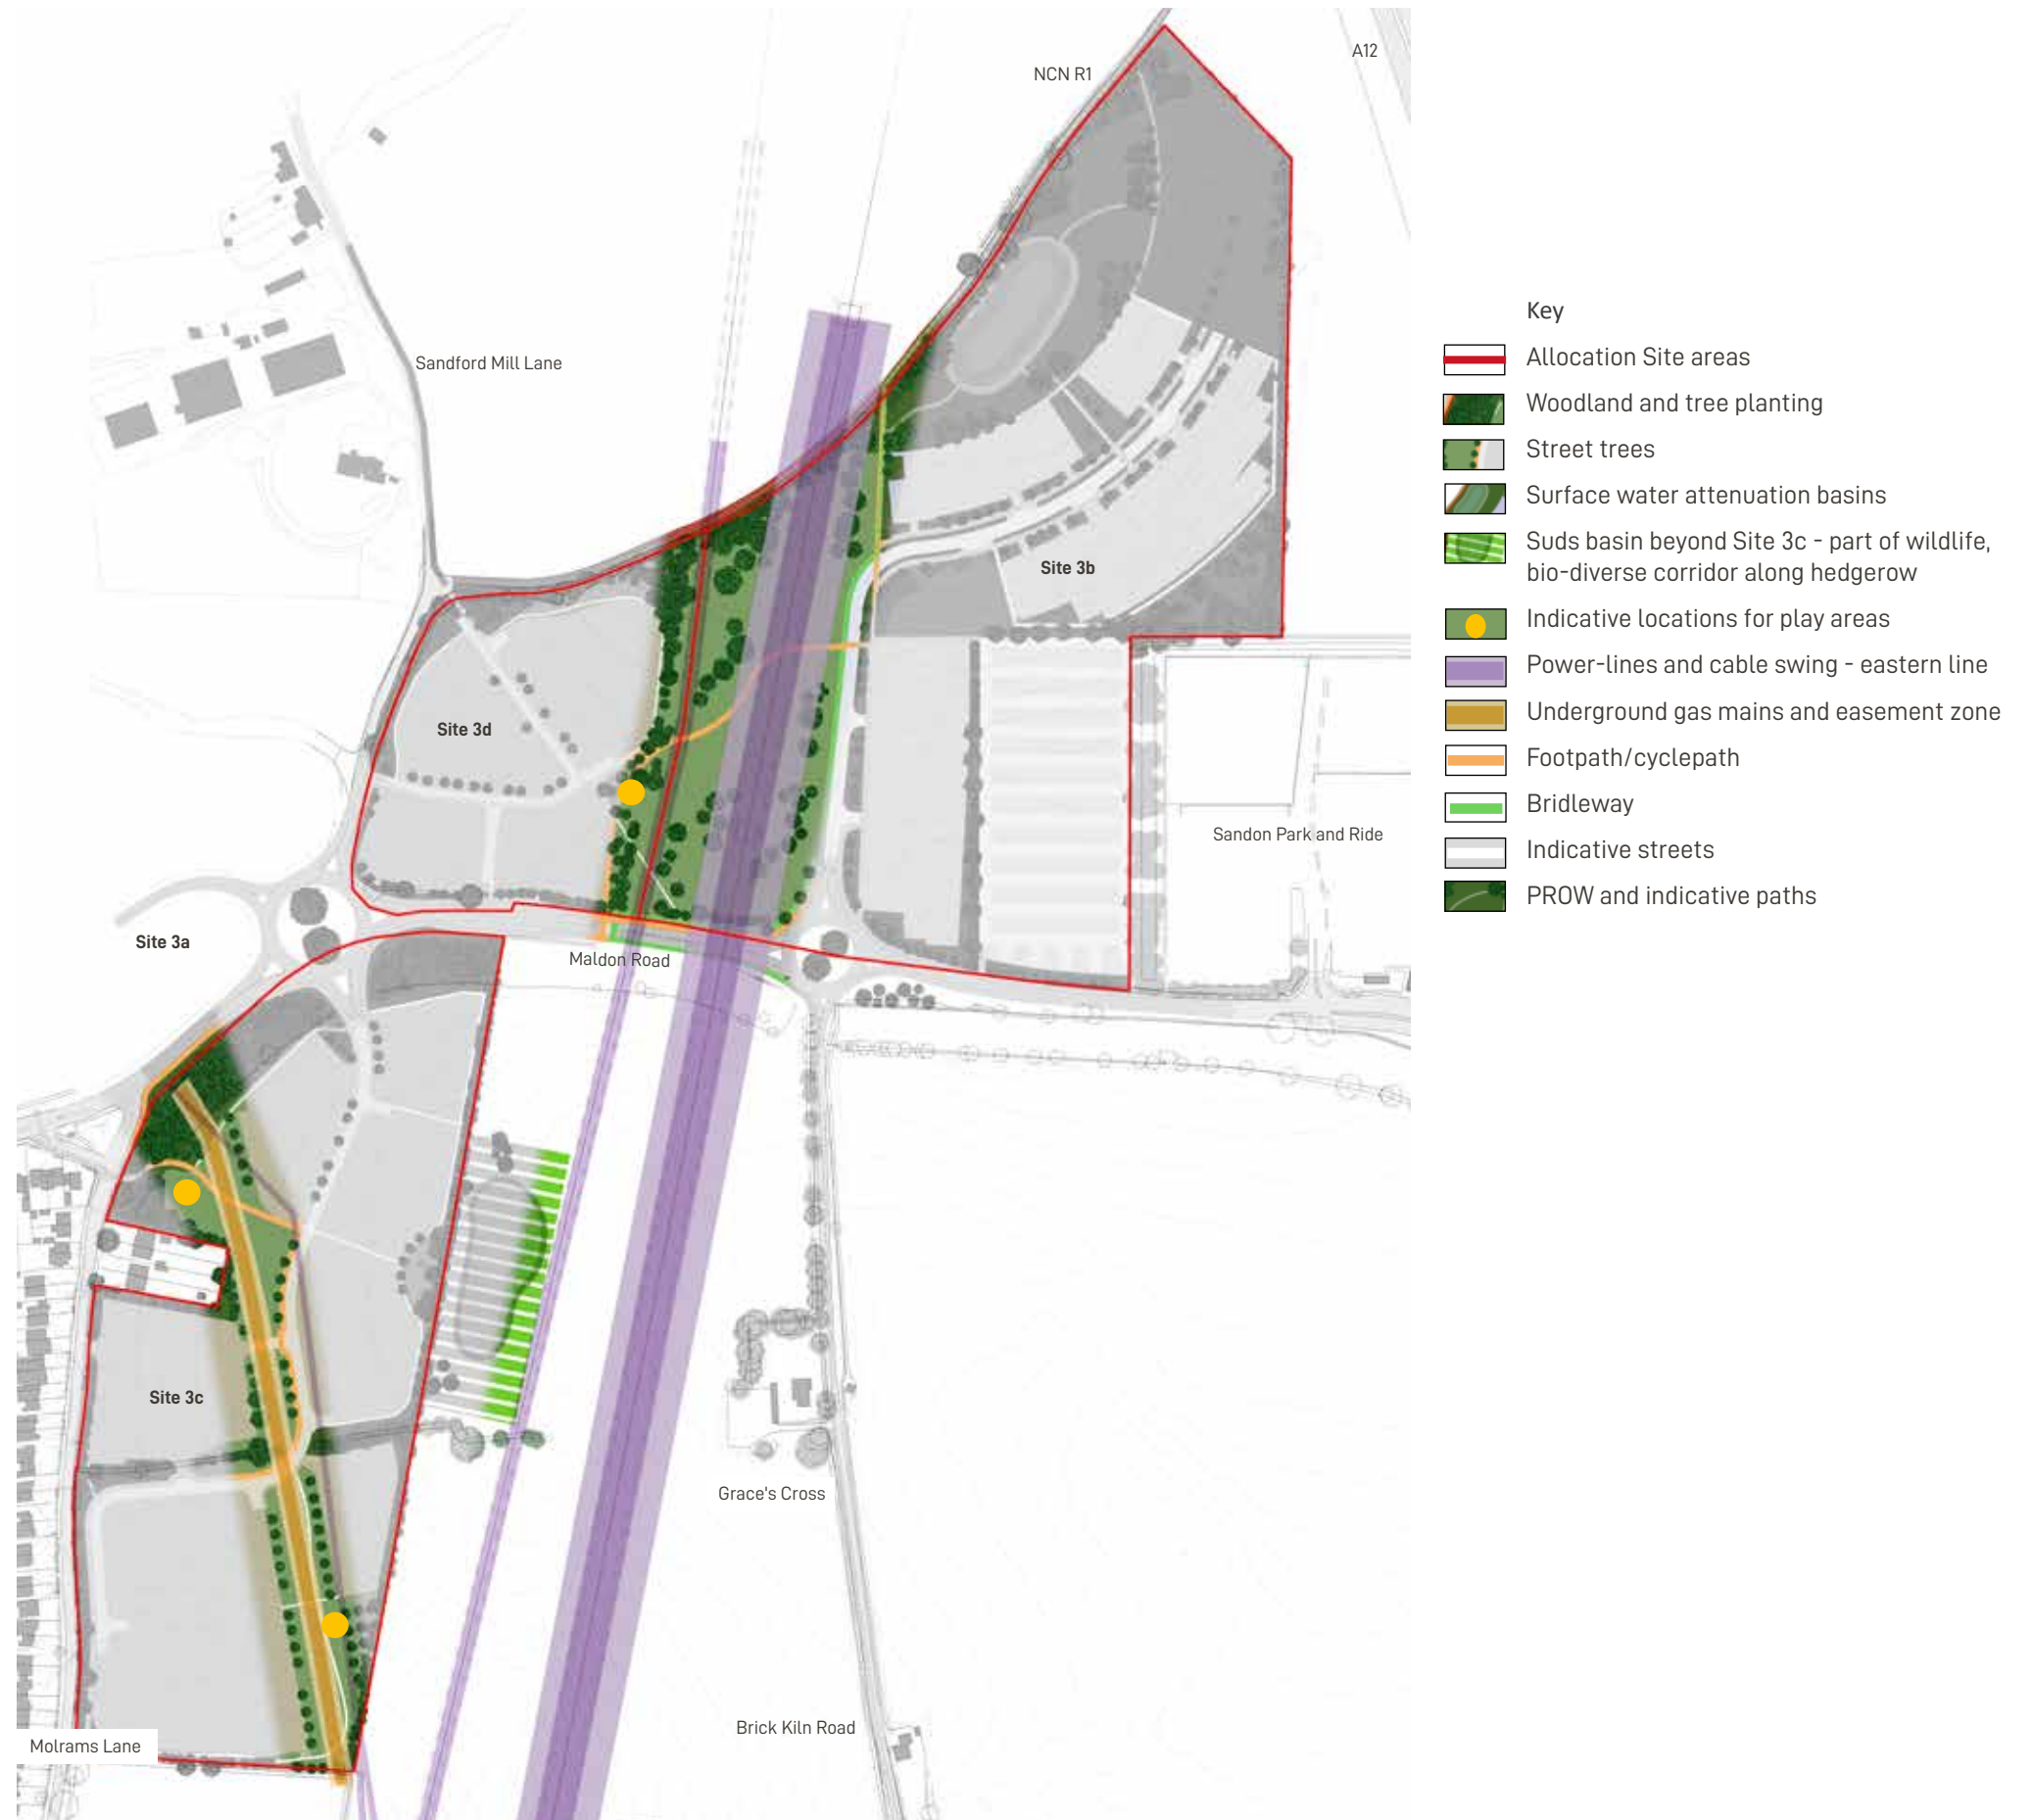 A12
NCN R1
Sandford Mill Lane
Site 3b
Site 3d
Sandon Park and Ride
Site 3a
Maldon Road
Site 3c
Grace's Cross
Brick Kiln Road
Molrams Lane
Key
Allocation Site areas
Woodland and tree planting
Street trees
Surface water attenuation basins
Suds basin beyond Site 3c - part of wildlife,
bio-diverse corridor along hedgerow
Indicative locations for play areas
Power-lines and cable swing - eastern line
Underground gas mains and easement zone
Footpath/cyclepath
Bridleway
Indicative streets
PROW and indicative paths